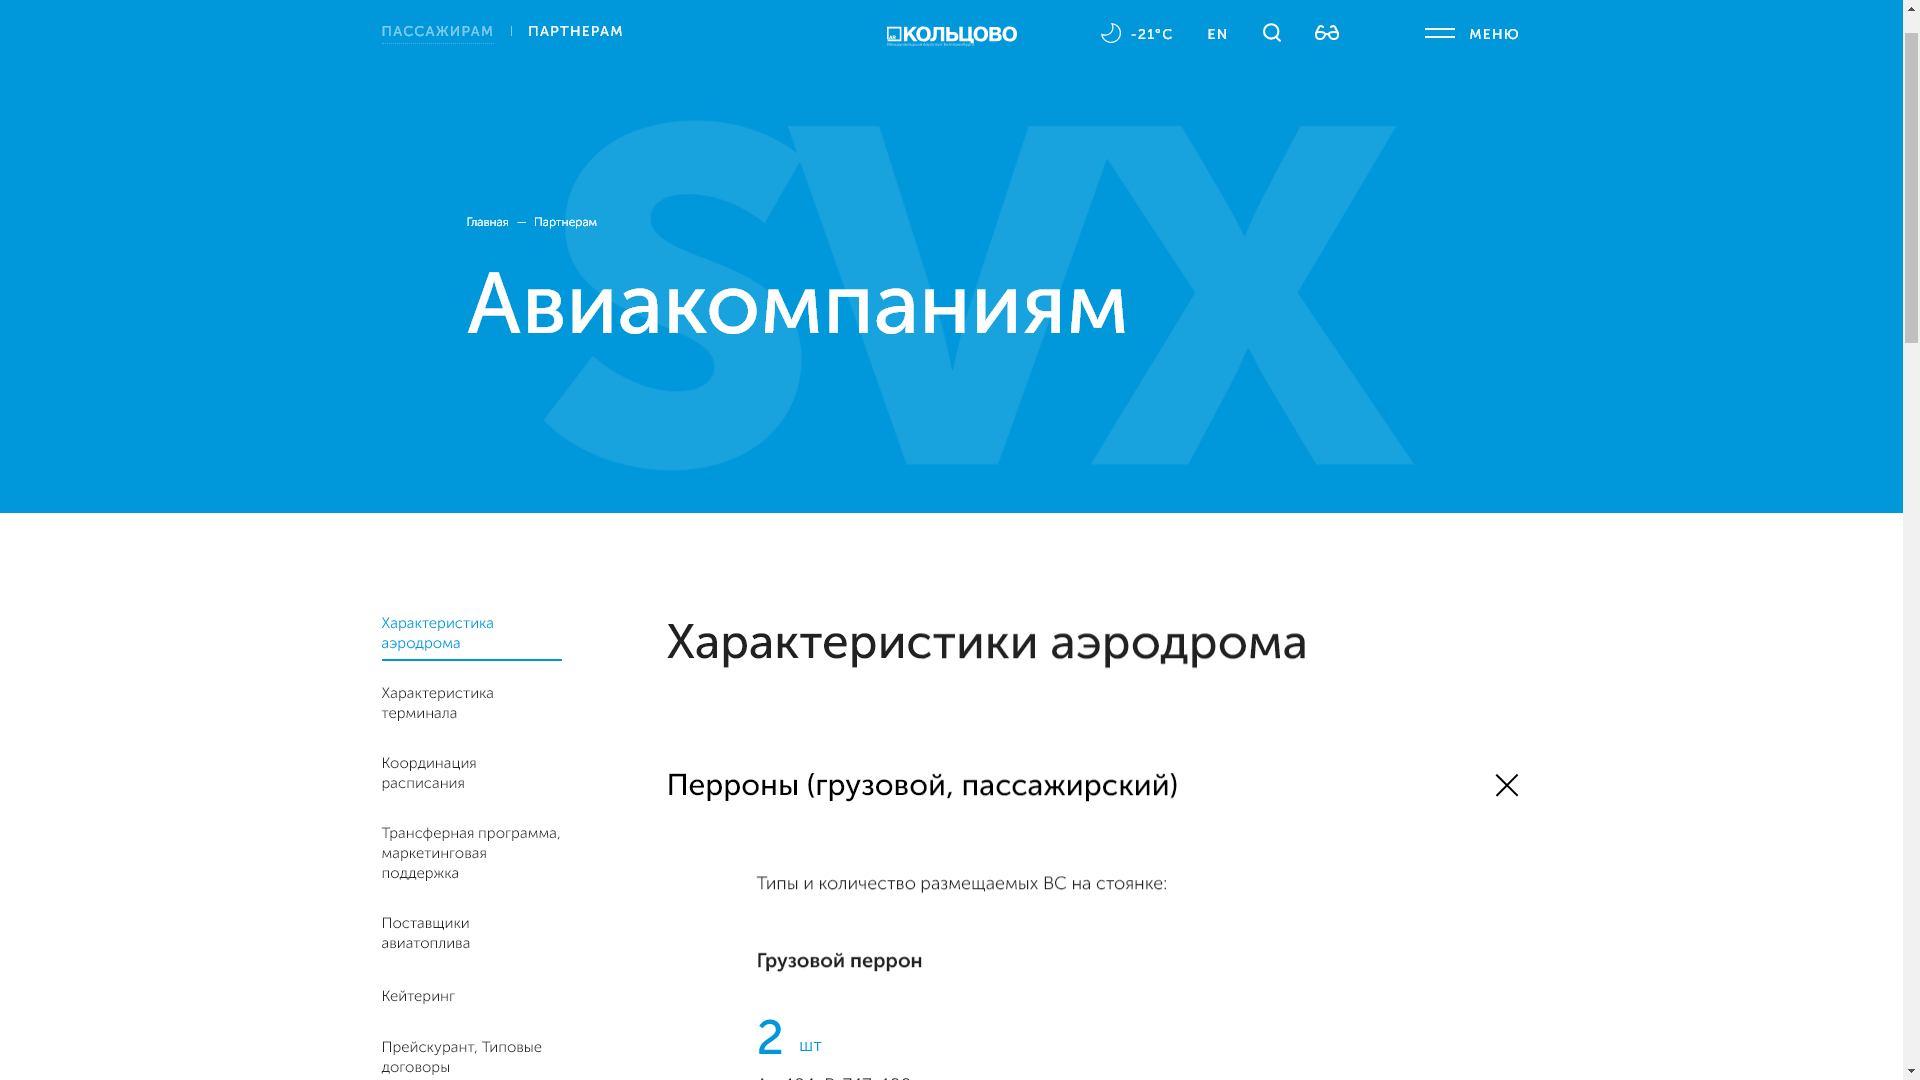 ПАССАЖИРАМ
ПАРТНЕРАМ
КОЛЬЦОВО
-21°C
EN
МЕНЮ
SVX
Главная — Партнерам
Авиакомпаниям
Характеристика
аэродрома
Характеристика
терминала
Координация
расписания
Трансферная программа,
маркетинговая
поддержка
Поставщики
авиатоплива
Кейтеринг
Прейскурант, Типовые
договоры
Характеристики аэродрома
Перроны (грузовой, пассажирский)
Типы и количество размещаемых ВС на стоянке:
Грузовой перрон
2 шт